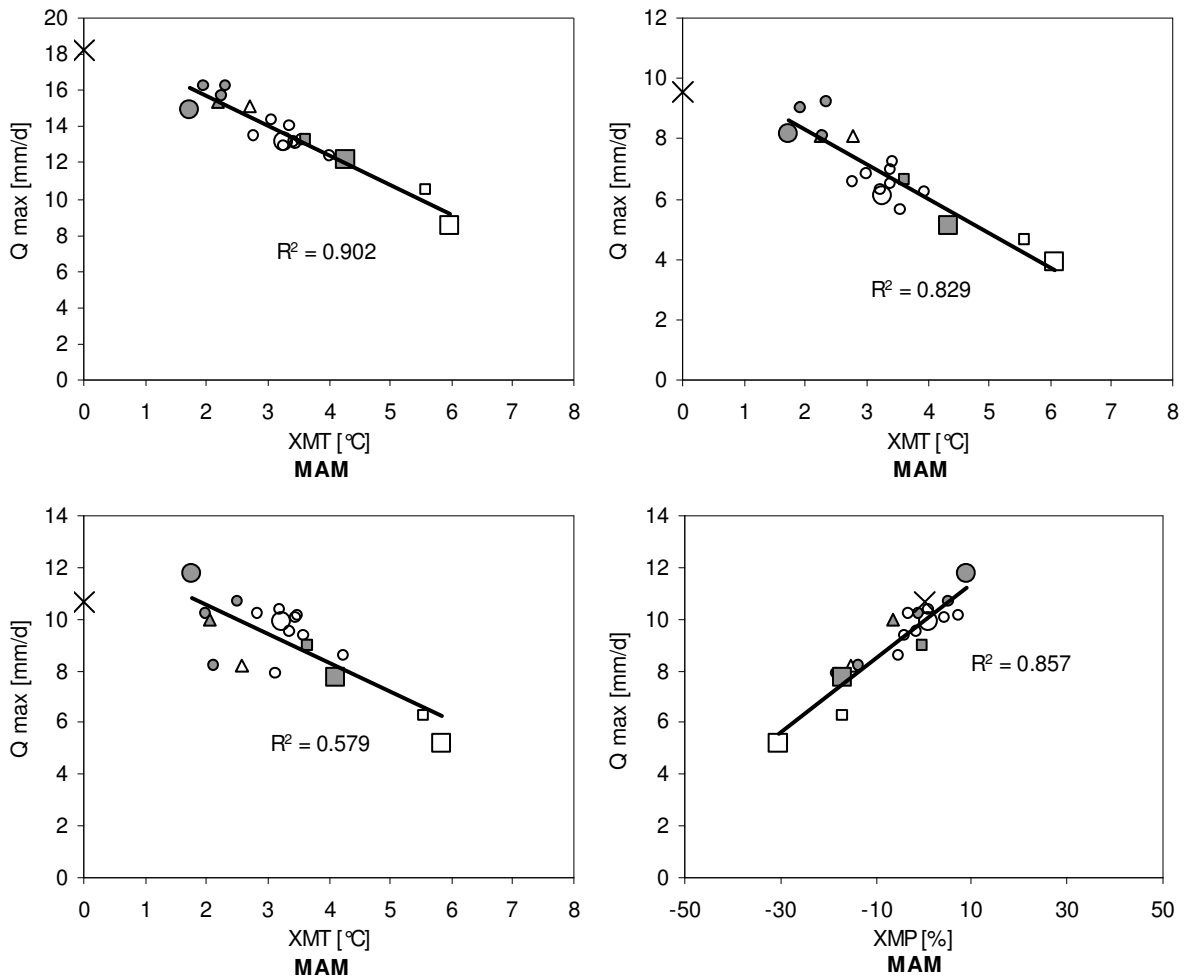 20
18
16
14
12
10
8
6
4
2
0
Q max [mm/d]
R² = 0.902
0 1 2 3 4 5 6 7 8
XMT [°C]
MAM
12
10
8
6
4
2
0
Q max [mm/d]
R² = 0.829
0 1 2 3 4 5 6 7 8
XMT [°C]
MAM
14
12
10
8
6
4
2
0
Q max [mm/d]
R² = 0.579
0 1 2 3 4 5 6 7 8
XMT [°C]
MAM
14
12
10
8
6
4
2
0
Q max [mm/d]
R² = 0.857
-50 -30 -10 10 30 50
XMP [%]
MAM